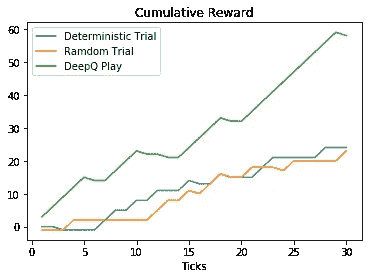 Cumulative Reward
Deterministic Trial
Ramdom Trial
DeepQ Play
60
50
40
30
20
10
0
0 5 10 15 20 25 30
Ticks